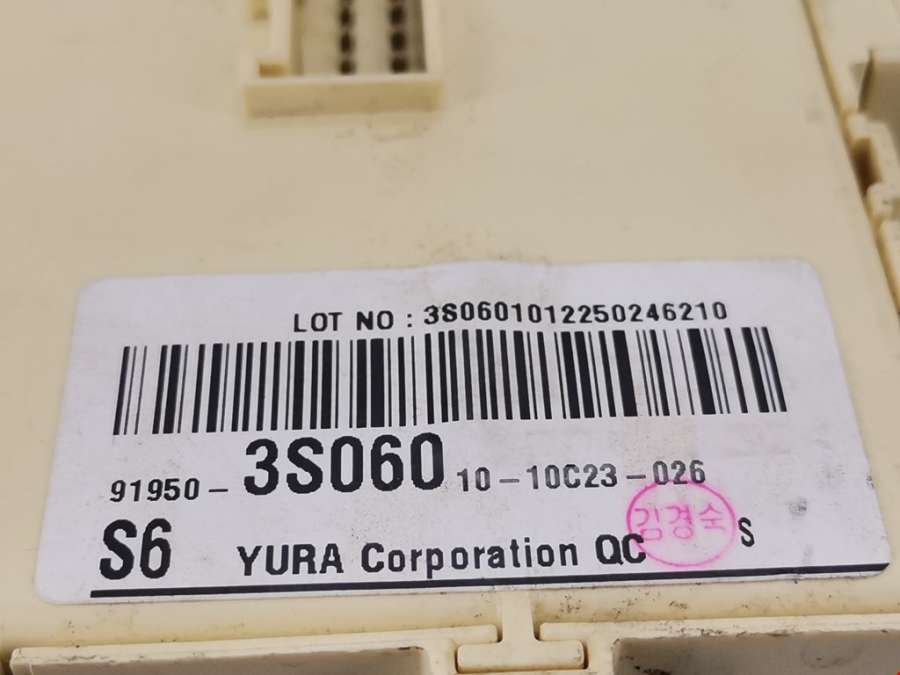 LOT NO : 3S0601012250246210
91950-3S060 10-10C23-026
S6 YURA Corporation QC 김경숙 S